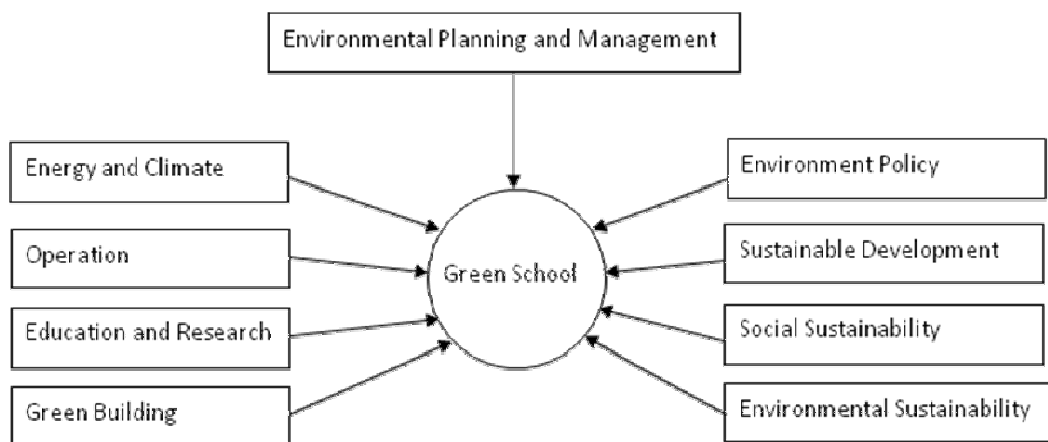 Environmental Planning and Management
Energy and Climate
Operation
Education and Research
Green Building
Green School
Environment Policy
Sustainable Development
Social Sustainability
Environmental Sustainability